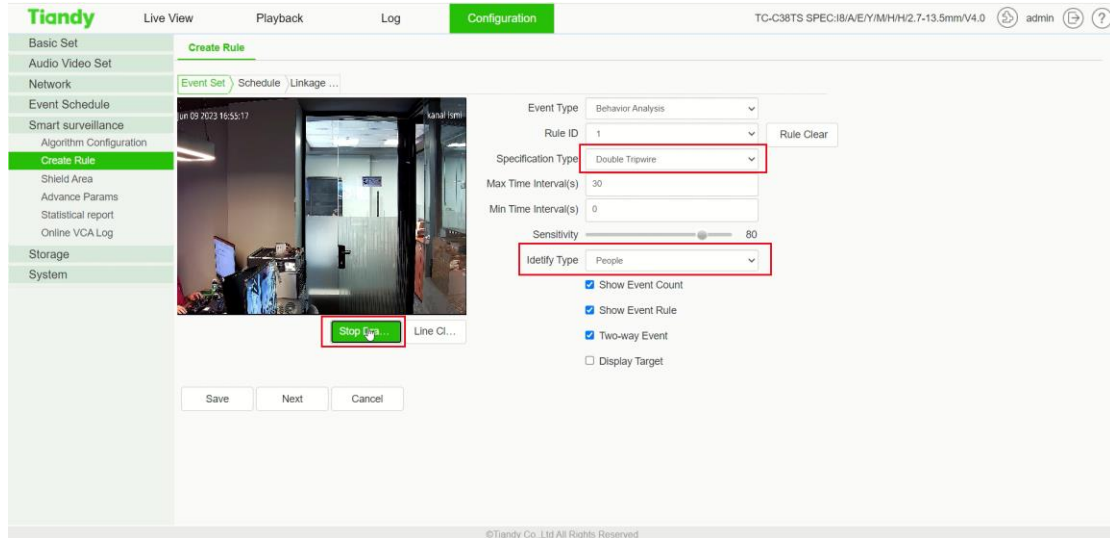 Tiandy Live View Playback Log Configuration TC-C38TS SPEC:I8/A/E/Y/M/H/H/2.7-13.5mm/V4.0 admin ?
Basic Set
Audio Video Set
Network
Event Schedule
Smart surveillance
Algorithm Configuration
Create Rule
Shield Area
Advance Params
Statistical report
Online VCA Log
Storage
System
Create Rule
Event Set Schedule Linkage ...
Jun 09 2023 16:55:17 kanal ismi
Stop Dra... Line Cl...
Event Type Behavior Analysis
Rule ID 1 Rule Clear
Specification Type Double Tripwire
Max Time Interval(s) 30
Min Time Interval(s) 0
Sensitivity 80
Idetify Type People
Show Event Count
Show Event Rule
Two-way Event
Display Target
Save Next Cancel
©Tiandy Co.,Ltd All Rights Reserved